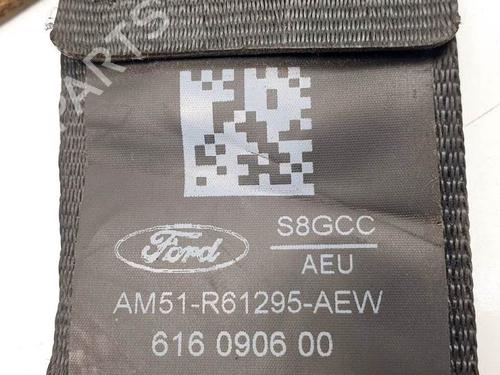 PARTS
Ford
S8GCC
AEU
AM51-R61295-AEW
616 0906 00